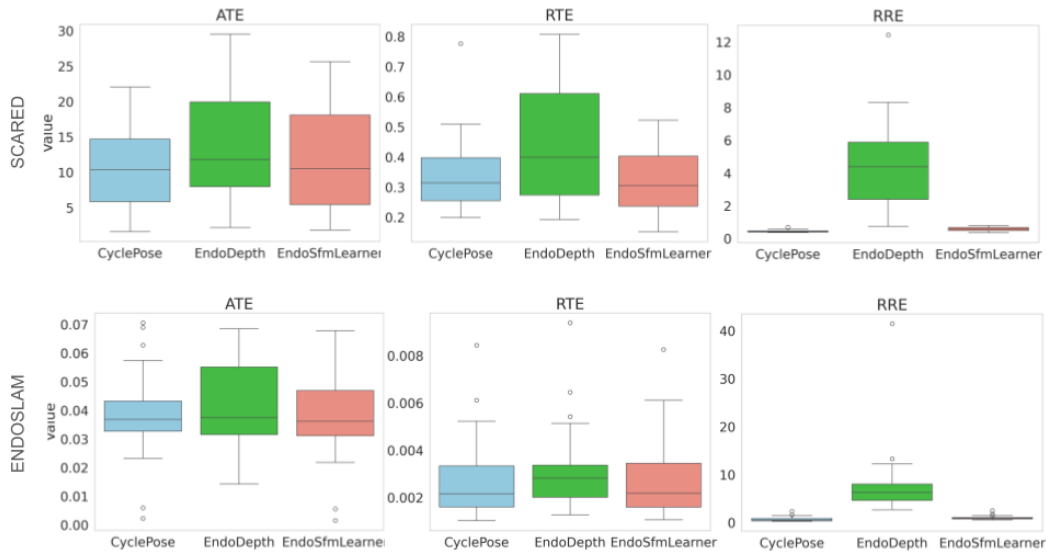 ATE
RTE
RRE
SCARED
value
30
25
20
15
10
5
0.8
0.7
0.6
0.5
0.4
0.3
0.2
12
10
8
6
4
2
0
CyclePose EndoDepth EndoSfmLearner
CyclePose EndoDepth EndoSfmLearner
CyclePose EndoDepth EndoSfmLearner
ATE
RTE
RRE
ENDOSLAM
value
0.07
0.06
0.05
0.04
0.03
0.02
0.01
0.00
0.008
0.006
0.004
0.002
40
30
20
10
0
CyclePose EndoDepth EndoSfmLearner
CyclePose EndoDepth EndoSfmLearner
CyclePose EndoDepth EndoSfmLearner